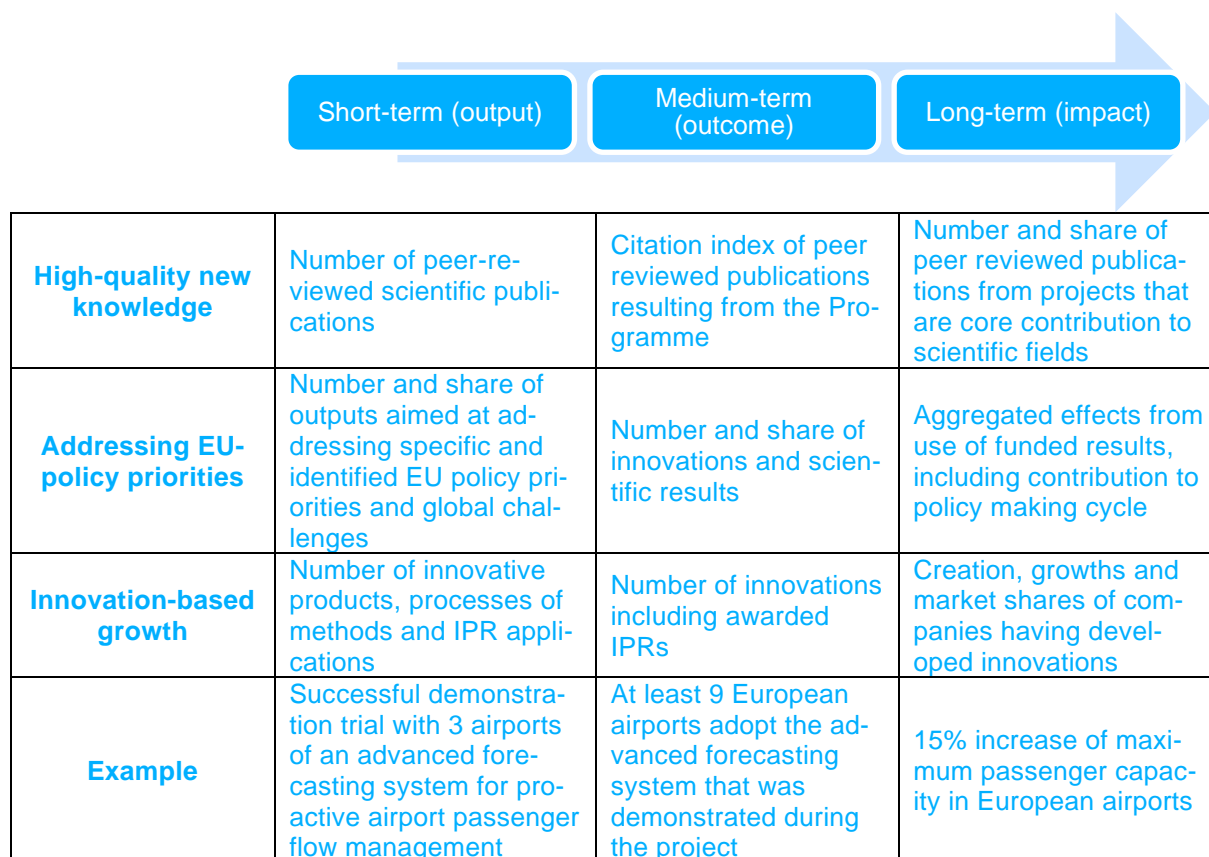 Short-term (output)
Medium-term
(outcome)
Long-term (impact)
High-quality new
knowledge
Number of peer-re-
viewed scientific publi-
cations
Citation index of peer
reviewed publications
resulting from the Pro-
gramme
Number and share of
peer reviewed publica-
tions from projects that
are core contribution to
scientific fields
Addressing EU-
policy priorities
Number and share of
outputs aimed at ad-
dressing specific and
identified EU policy pri-
orities and global chal-
lenges
Number and share of
innovations and scien-
tific results
Aggregated effects from
use of funded results,
including contribution to
policy making cycle
Innovation-based
growth
Number of innovative
products, processes of
methods and IPR appli-
cations
Number of innovations
including awarded
IPRs
Creation, growths and
market shares of com-
panies having devel-
oped innovations
Example
Successful demonstra-
tion trial with 3 airports
of an advanced fore-
casting system for pro-
active airport passenger
flow management
At least 9 European
airports adopt the ad-
vanced forecasting
system that was
demonstrated during
the project
15% increase of maxi-
mum passenger capac-
ity in European airports